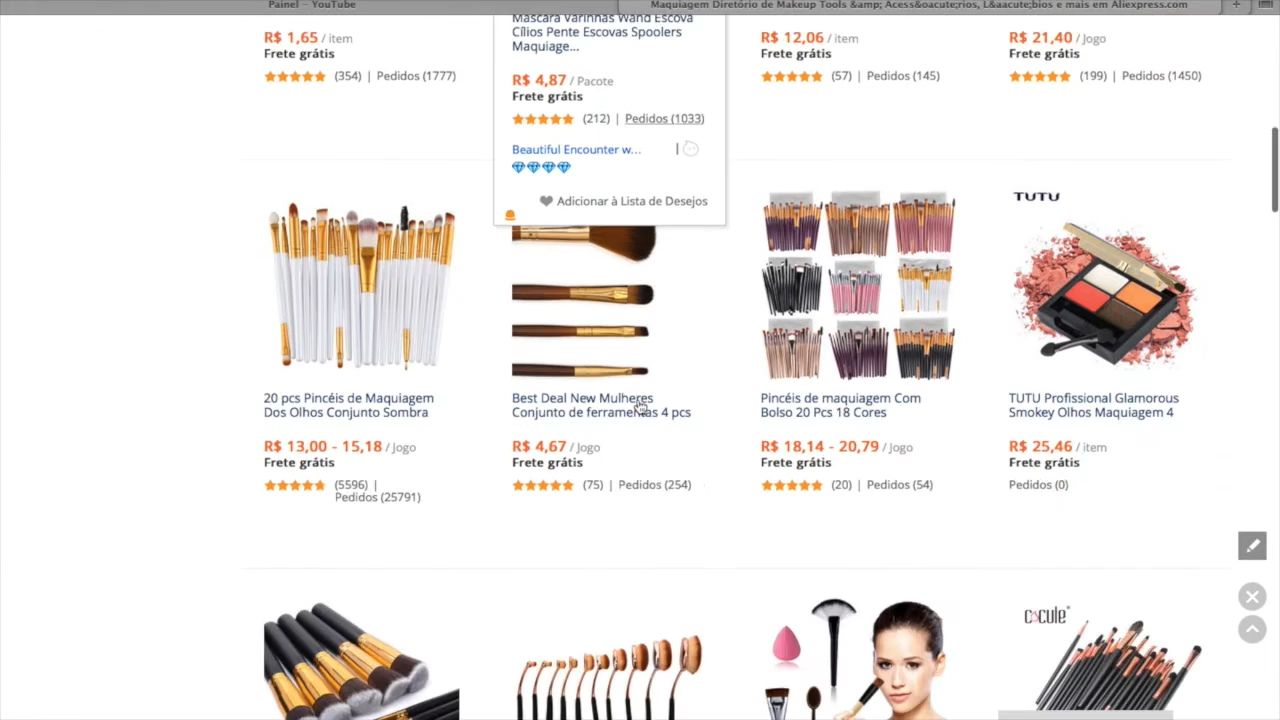 Painel – YouTube
Maquiagem Diretório de Makeup Tools &amp; Acess&oacute;rios, L&aacute;bios e mais em Aliexpress.com
R$ 1,65 / item
Frete grátis
(354) | Pedidos (1777)
Máscara Varinhas Wand Escova
Cílios Pente Escovas Spoolers
Maquiage...
R$ 4,87 / Pacote
Frete grátis
(212) | Pedidos (1033)
Beautiful Encounter w...
Adicionar à Lista de Desejos
R$ 12,06 / item
Frete grátis
(57) | Pedidos (145)
R$ 21,40 / Jogo
Frete grátis
(199) | Pedidos (1450)
TUTU
20 pcs Pincéis de Maquiagem
Dos Olhos Conjunto Sombra
R$ 13,00 - 15,18 / Jogo
Frete grátis
(5596) |
Pedidos (25791)
Best Deal New Mulheres
Conjunto de ferramentas 4 pcs
R$ 4,67 / Jogo
Frete grátis
(75) | Pedidos (254)
Pincéis de maquiagem Com
Bolso 20 Pcs 18 Cores
R$ 18,14 - 20,79 / Jogo
Frete grátis
(20) | Pedidos (54)
TUTU Profissional Glamorous
Smokey Olhos Maquiagem 4
R$ 25,46 / item
Frete grátis
Pedidos (0)
cocule